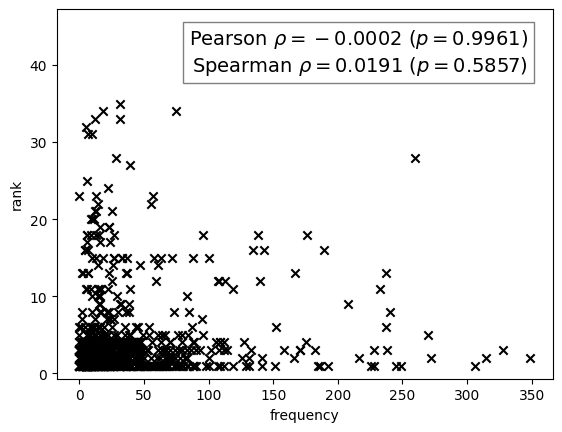 Pearson ρ = −0.0002 (p = 0.9961)
Spearman ρ = 0.0191 (p = 0.5857)
40
30
20
10
0
rank
0 50 100 150 200 250 300 350
frequency